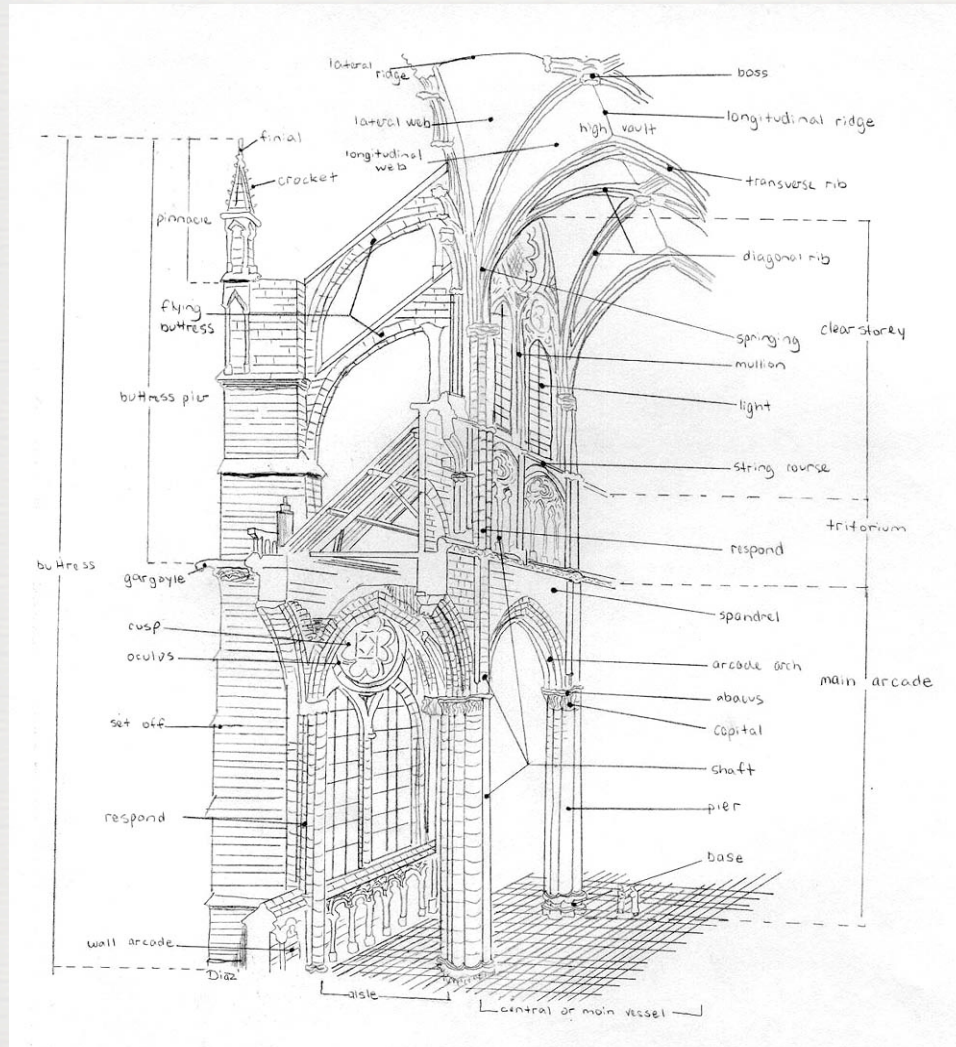 lateral
ridge
boss
lateral web
longitudinal ridge
high vault
finial
longitudinal
web
crocket
transverse rib
pinnacle
diagonal rib
flying
buttress
springing
clear storey
mullion
buttress pier
light
string course
tritorium
respond
buttress
gargoyle
spandrel
cusp
oculus
arcade arch
main arcade
abacus
set off
capital
shaft
respond
pier
base
wall arcade
Diaz
aisle
central or main vessel